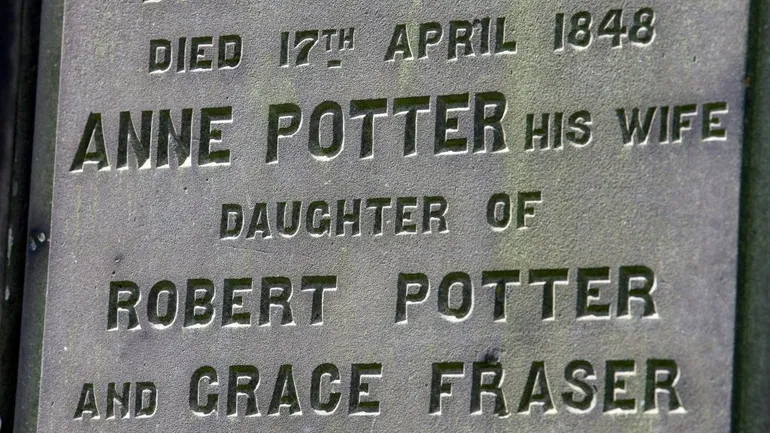 DIED 17TH APRIL 1848
ANNE POTTER HIS WIFE
DAUGHTER OF
ROBERT POTTER
AND GRACE FRASER